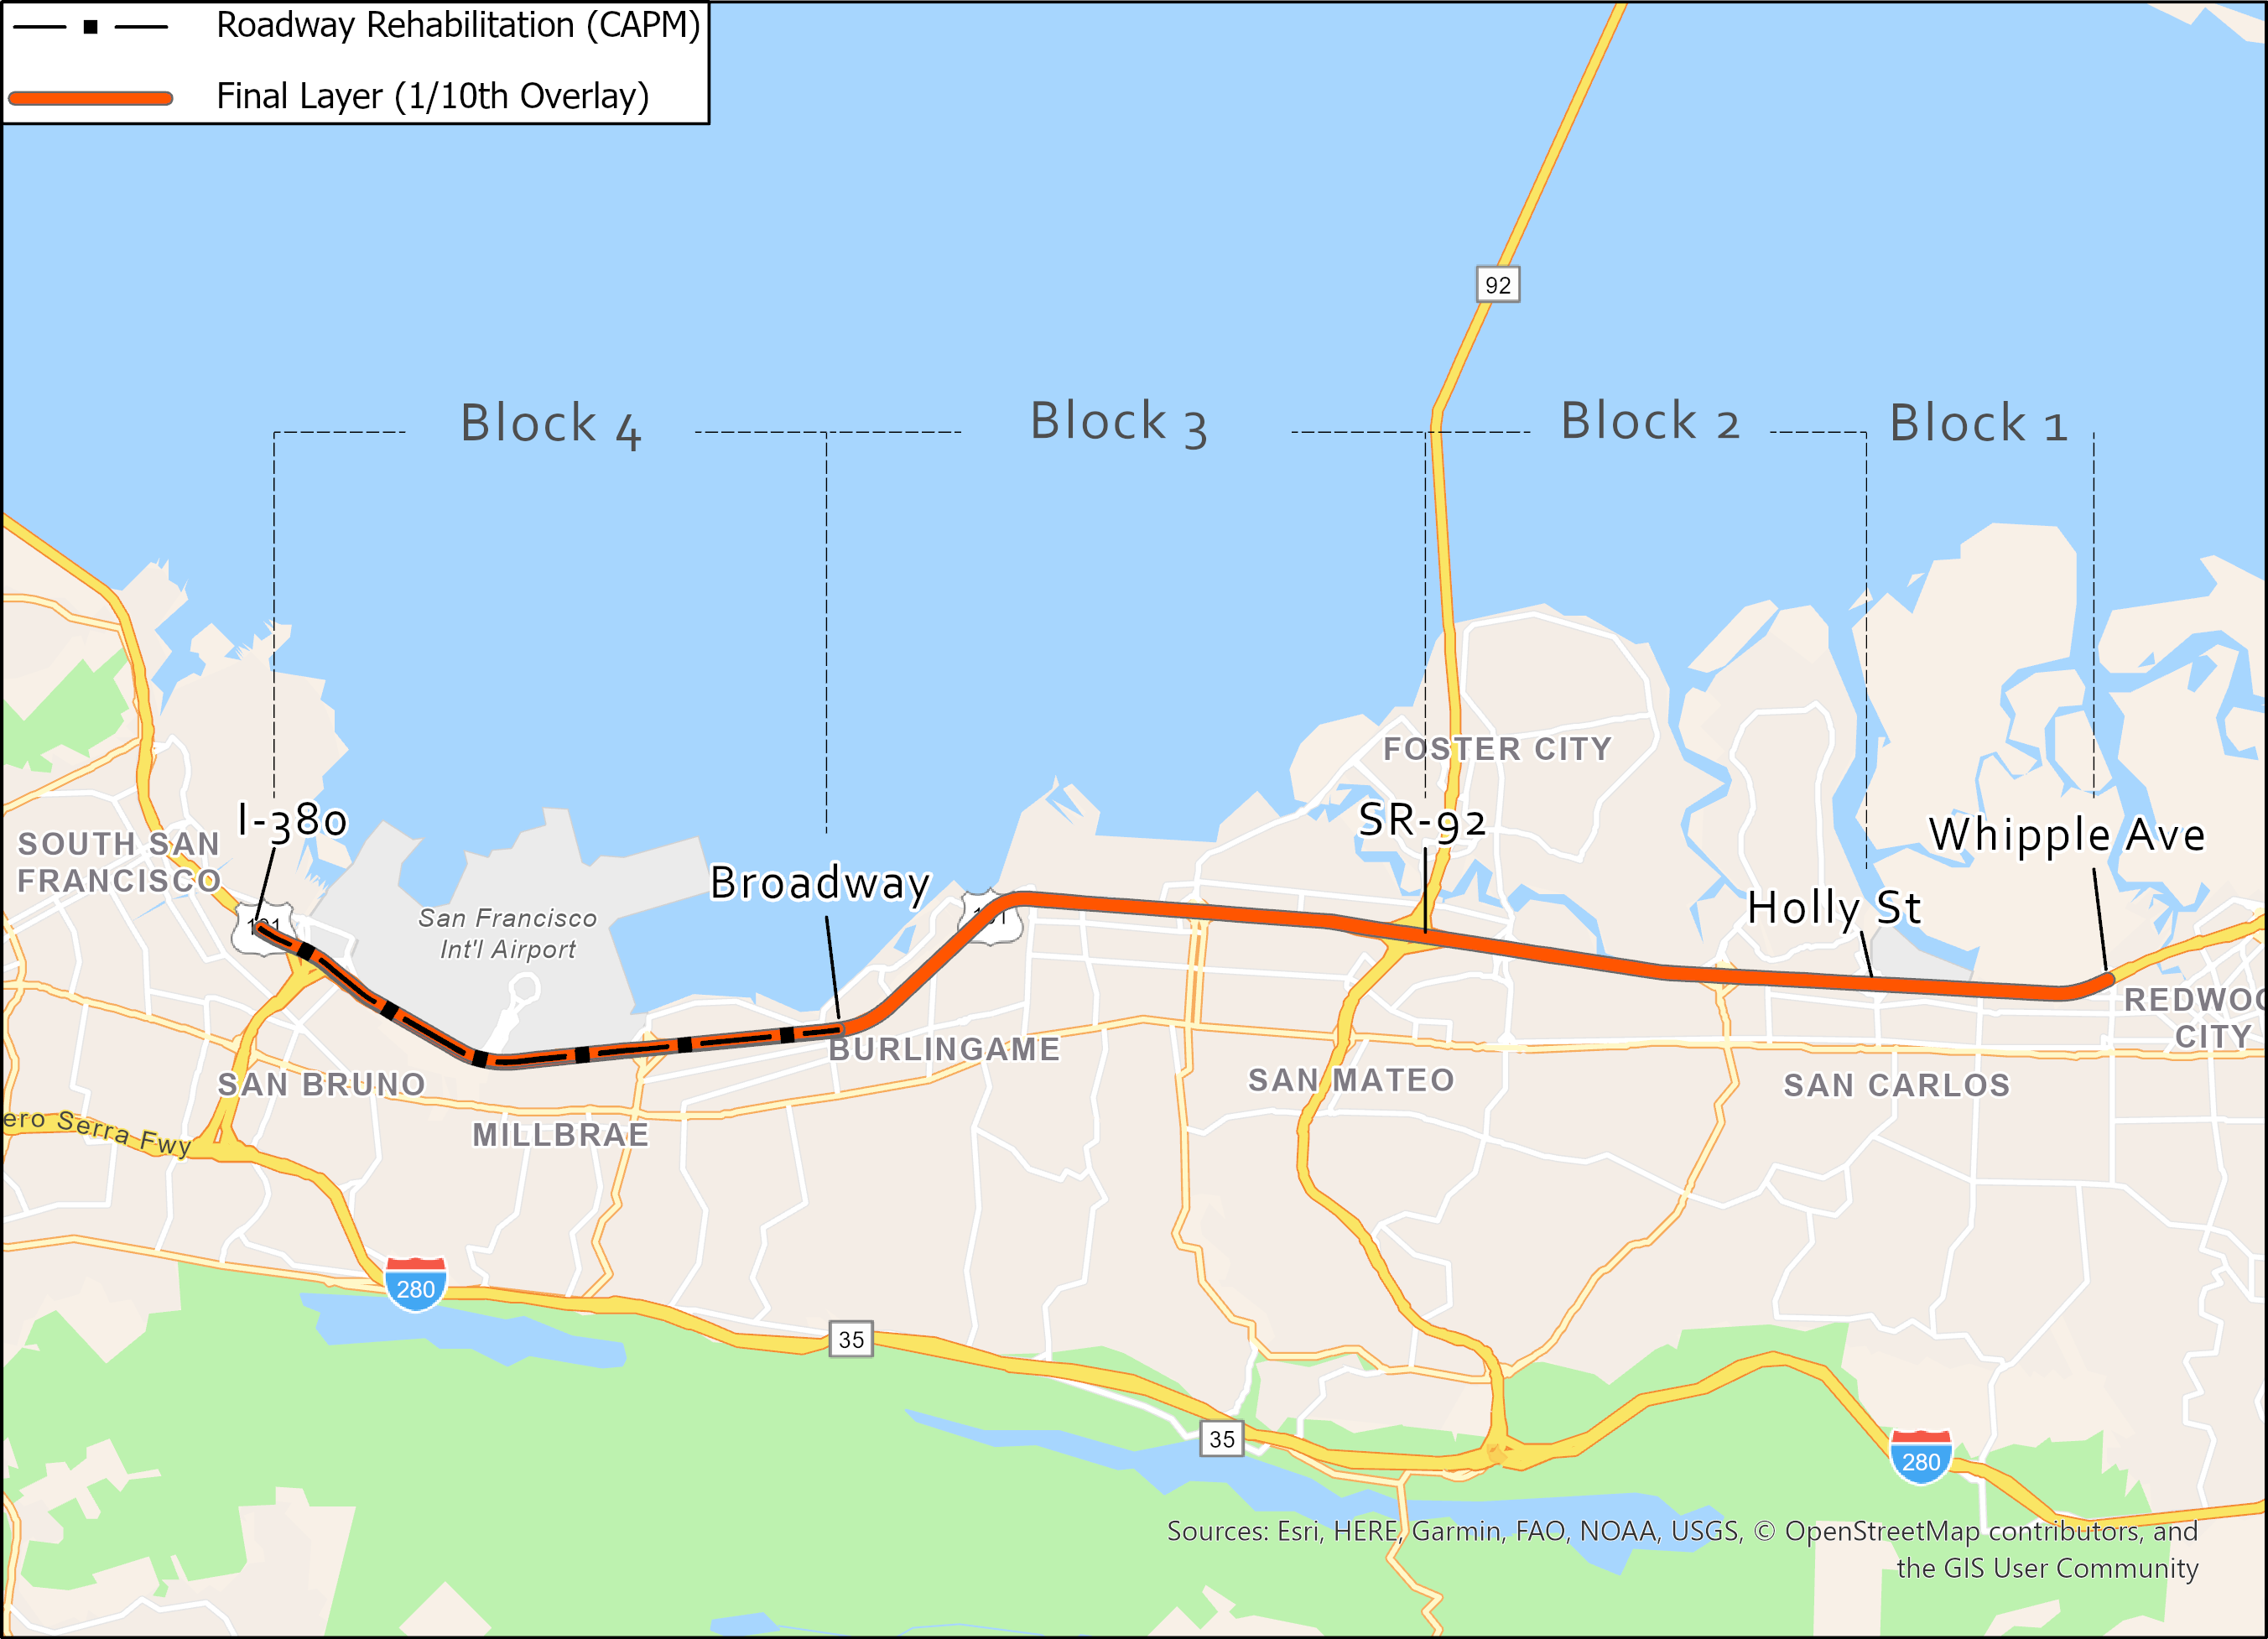 Roadway Rehabilitation (CAPM)
Final Layer (1/10th Overlay)
92
Block 4
Block 3
Block 2
Block 1
FOSTER CITY
I-380
SR-92
Whipple Ave
SOUTH SAN
FRANCISCO
Broadway
Holly St
101
101
San Francisco
Int'l Airport
REDWOO
CITY
BURLINGAME
SAN BRUNO
SAN MATEO
SAN CARLOS
ero Serra Fwy
MILLBRAE
280
35
35
280
Sources: Esri, HERE, Garmin, FAO, NOAA, USGS, © OpenStreetMap contributors, and
the GIS User Community